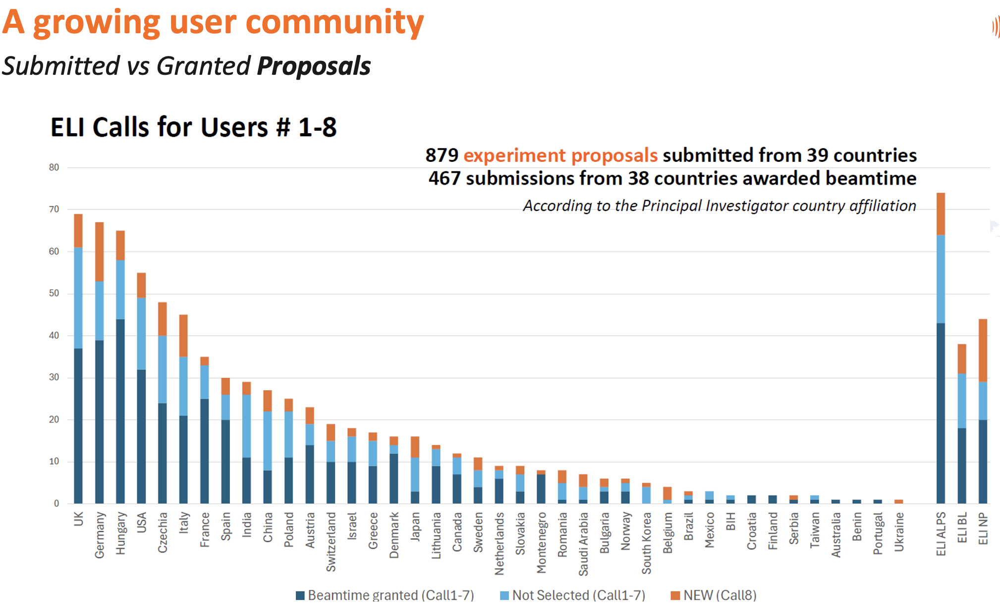 A growing user community
Submitted vs Granted Proposals
ELI Calls for Users # 1-8
879 experiment proposals submitted from 39 countries
467 submissions from 38 countries awarded beamtime
According to the Principal Investigator country affiliation
80
70
60
50
40
30
20
10
0
UK
Germany
Hungary
USA
Czechia
Italy
France
Spain
India
China
Poland
Austria
Switzerland
Israel
Greece
Denmark
Japan
Lithuania
Canada
Sweden
Netherlands
Slovakia
Montenegro
Romania
Saudi Arabia
Bulgaria
Norway
South Korea
Belgium
Brazil
Mexico
BIH
Croatia
Finland
Serbia
Taiwan
Australia
Benin
Portugal
Ukraine
ELI ALPS
ELI BL
ELI NP
Beamtime granted (Call1-7)
Not Selected (Call1-7)
NEW (Call8)